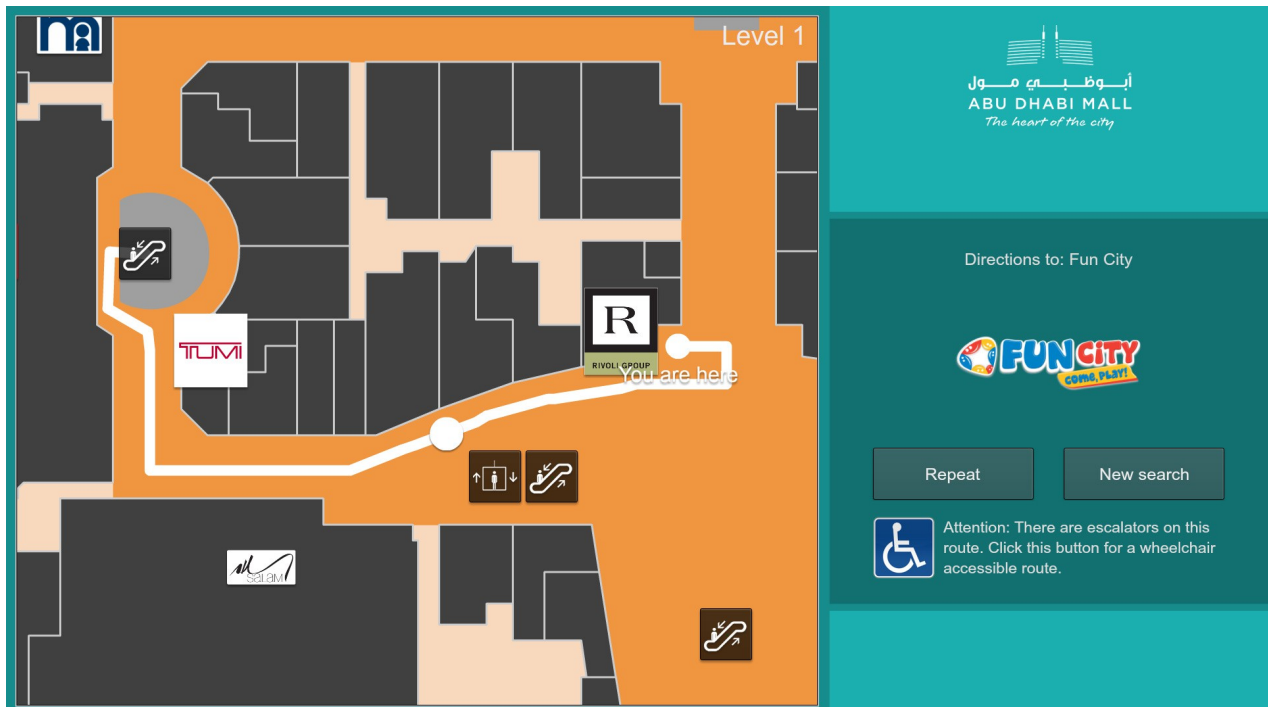 Level 1
TUMI
R
RIVOLI GROUP
You are here
SALAM
أبوظبي مول
ABU DHABI MALL
The heart of the city
Directions to: Fun City
FUN CITY
COME, PLAY!
Repeat
New search
Attention: There are escalators on this
route. Click this button for a wheelchair
accessible route.